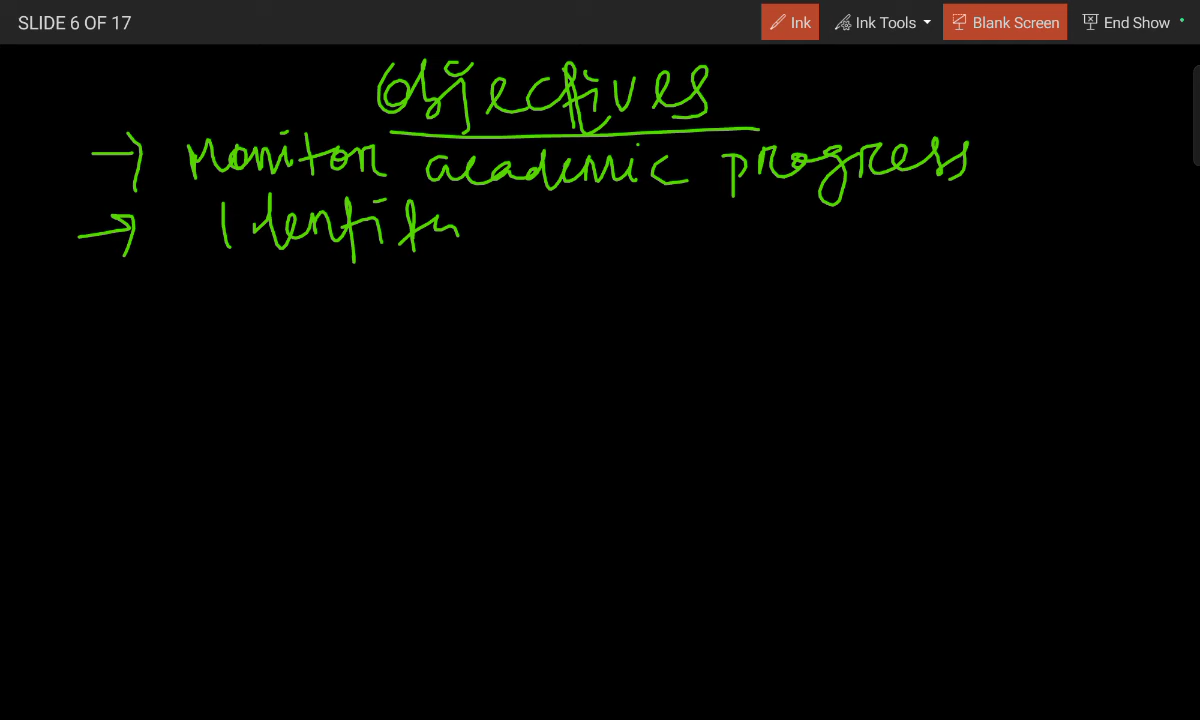 SLIDE 6 OF 17 Ink Ink Tools Blank Screen End Show
Objectives
→ Monitor academic progress
→ Identify